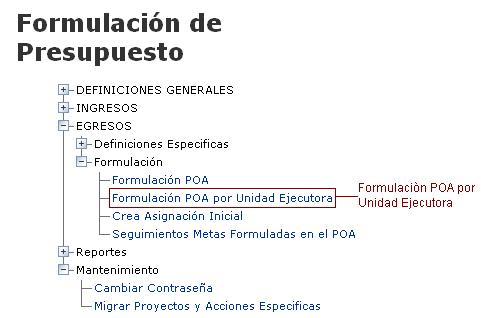 Formulación de
Presupuesto
DEFINICIONES GENERALES
INGRESOS
EGRESOS
Definiciones Especificas
Formulación
Formulación POA
Formulación POA por Unidad Ejecutora
Formulaciòn POA por
Unidad Ejecutora
Crea Asignación Inicial
Seguimientos Metas Formuladas en el POA
Reportes
Mantenimiento
Cambiar Contraseña
Migrar Proyectos y Acciones Especificas